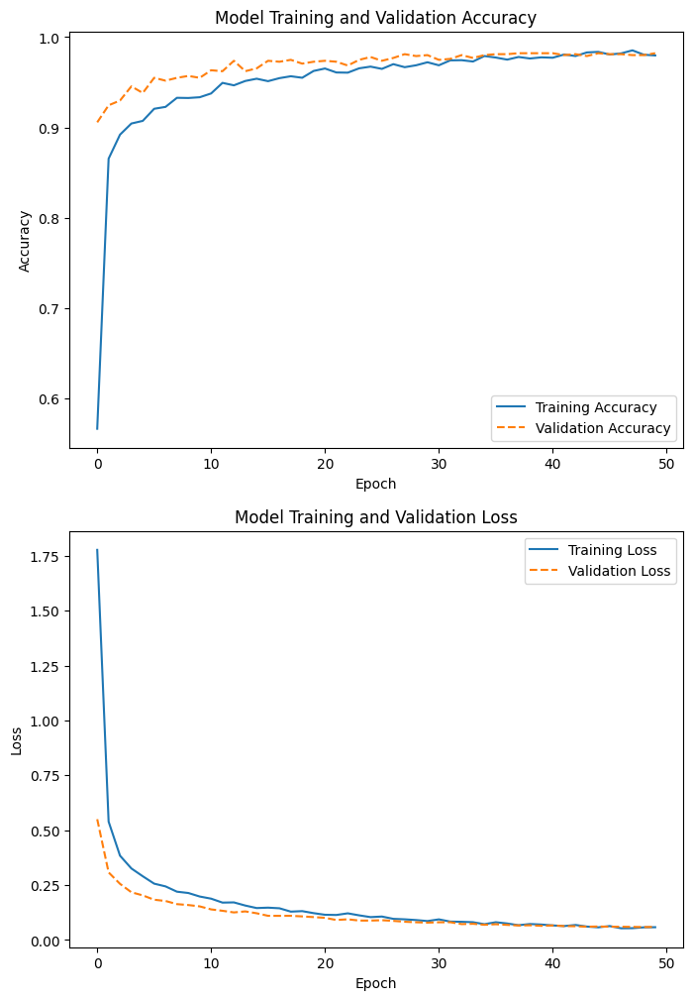 Model Training and Validation Accuracy
1.0
0.9
0.8
0.7
0.6
Accuracy
Training Accuracy
Validation Accuracy
0
10
20
30
40
50
Epoch
Model Training and Validation Loss
1.75
1.50
1.25
1.00
0.75
0.50
0.25
0.00
Loss
Training Loss
Validation Loss
0
10
20
30
40
50
Epoch